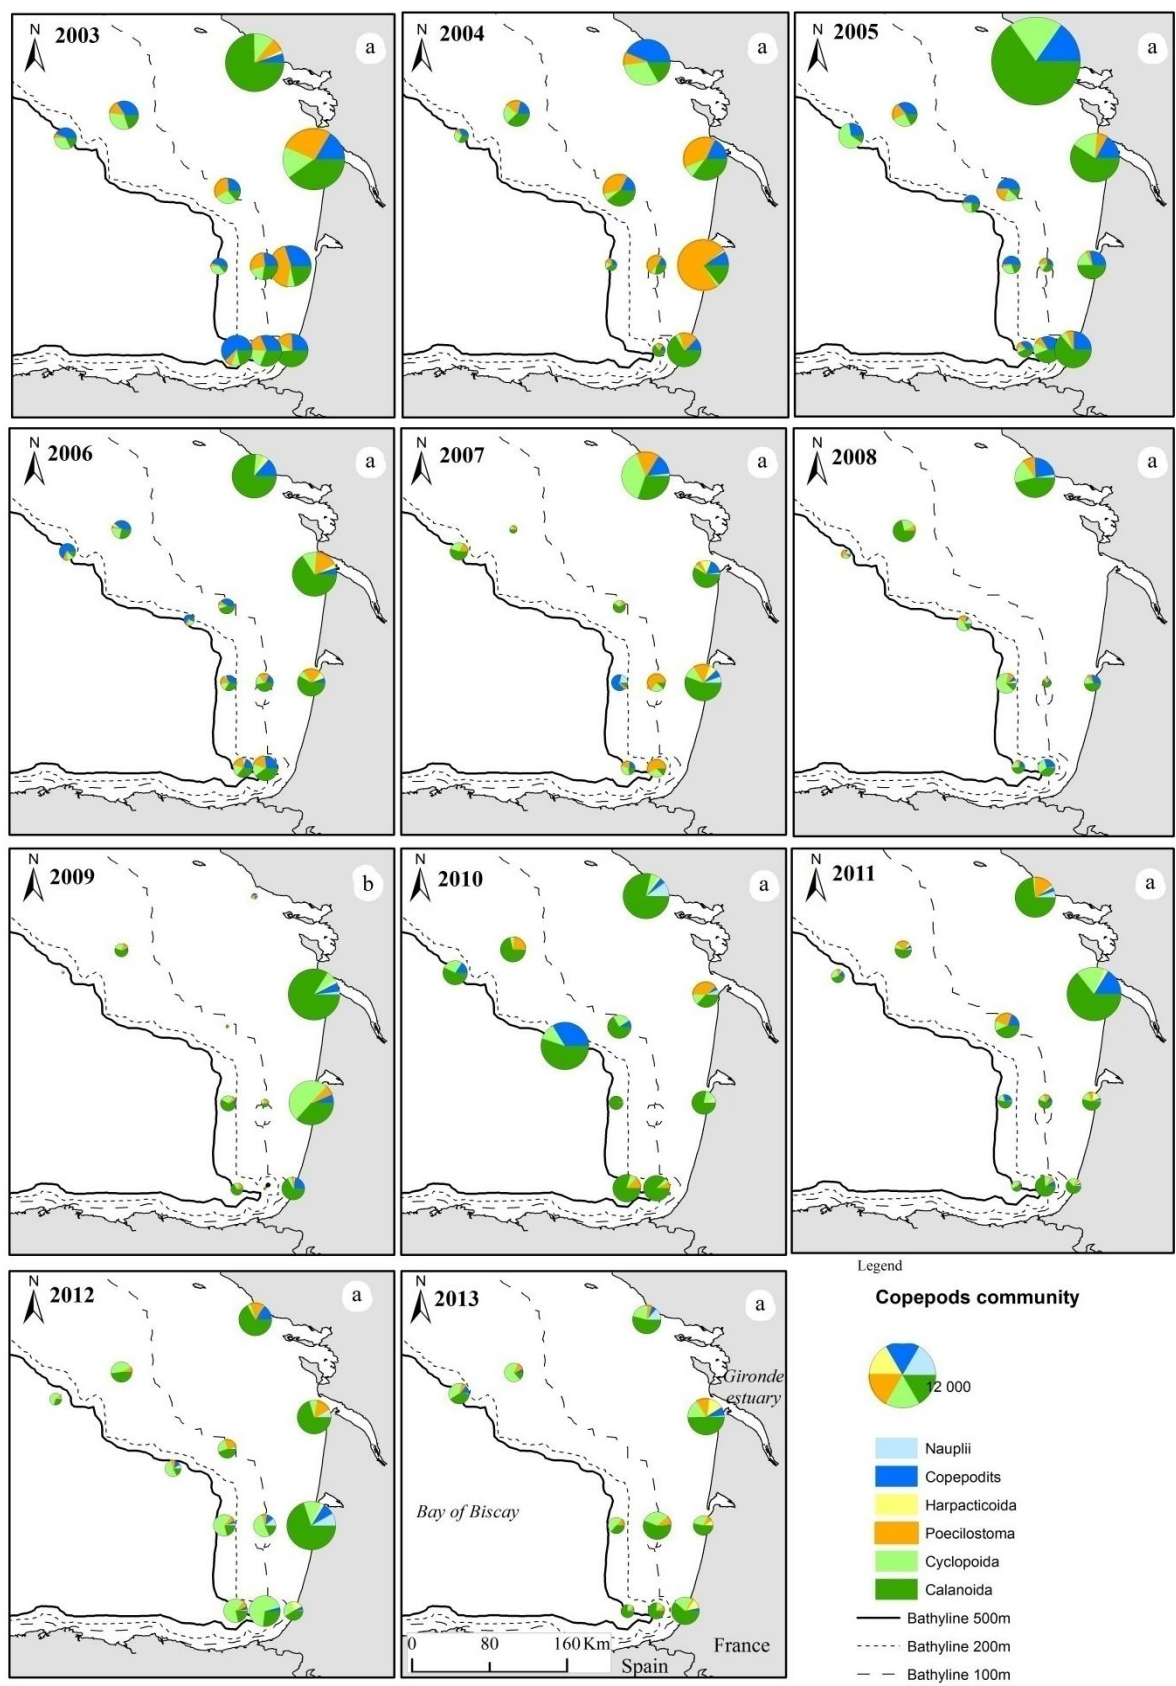 N
2003
a
N
2004
a
N
2005
a
N
2006
a
N
2007
a
N
2008
a
N
2009
b
N
2010
a
N
2011
a
N
2012
a
N
2013
a
Gironde
estuary
Bay of Biscay
0 80 160 Km
France
Spain
Legend
Copepods community
12 000
Nauplii
Copepodits
Harpacticoida
Poecilostoma
Cyclopoida
Calanoida
Bathyline 500m
Bathyline 200m
Bathyline 100m